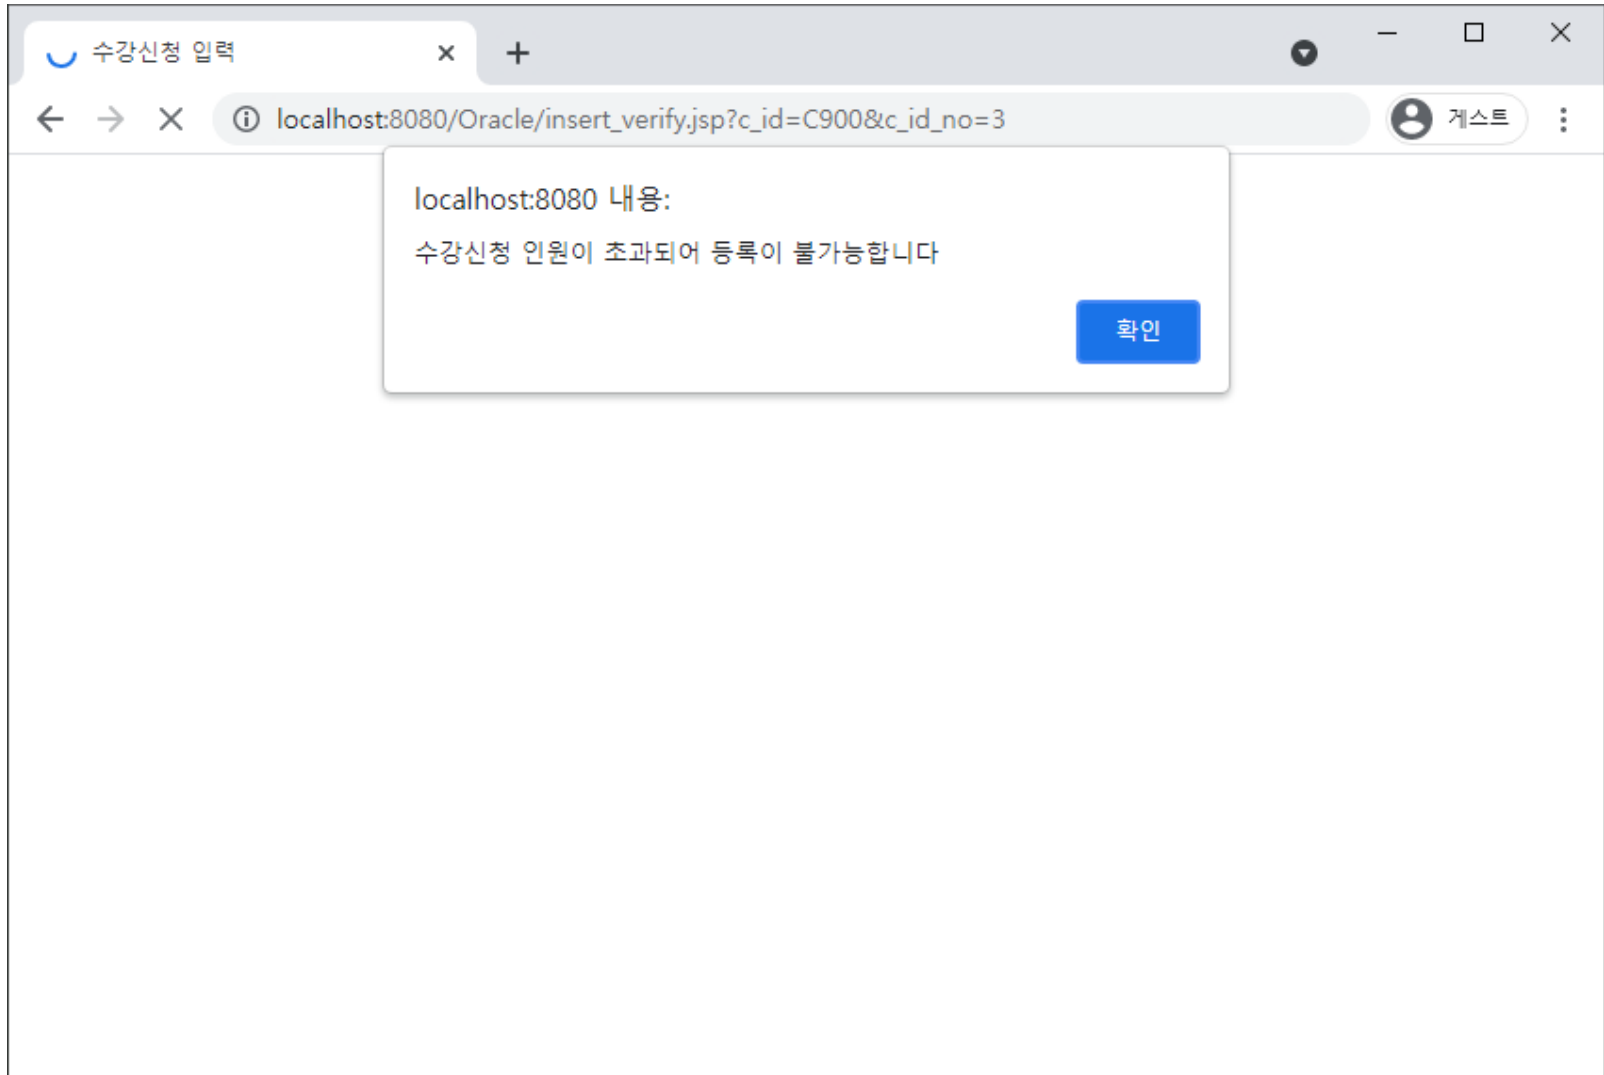 수강신청 입력
localhost:8080/Oracle/insert_verify.jsp?c_id=C900&c_id_no=3
게스트
localhost:8080 내용:
수강신청 인원이 초과되어 등록이 불가능합니다
확인